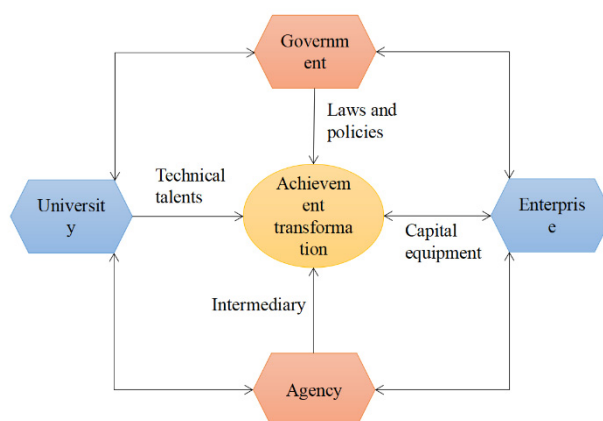 Governm
ent
Laws and
policies
Technical
talents
Achievem
ent
transforma
tion
Universit
y
Enterpris
e
Capital
equipment
Intermediary
Agency